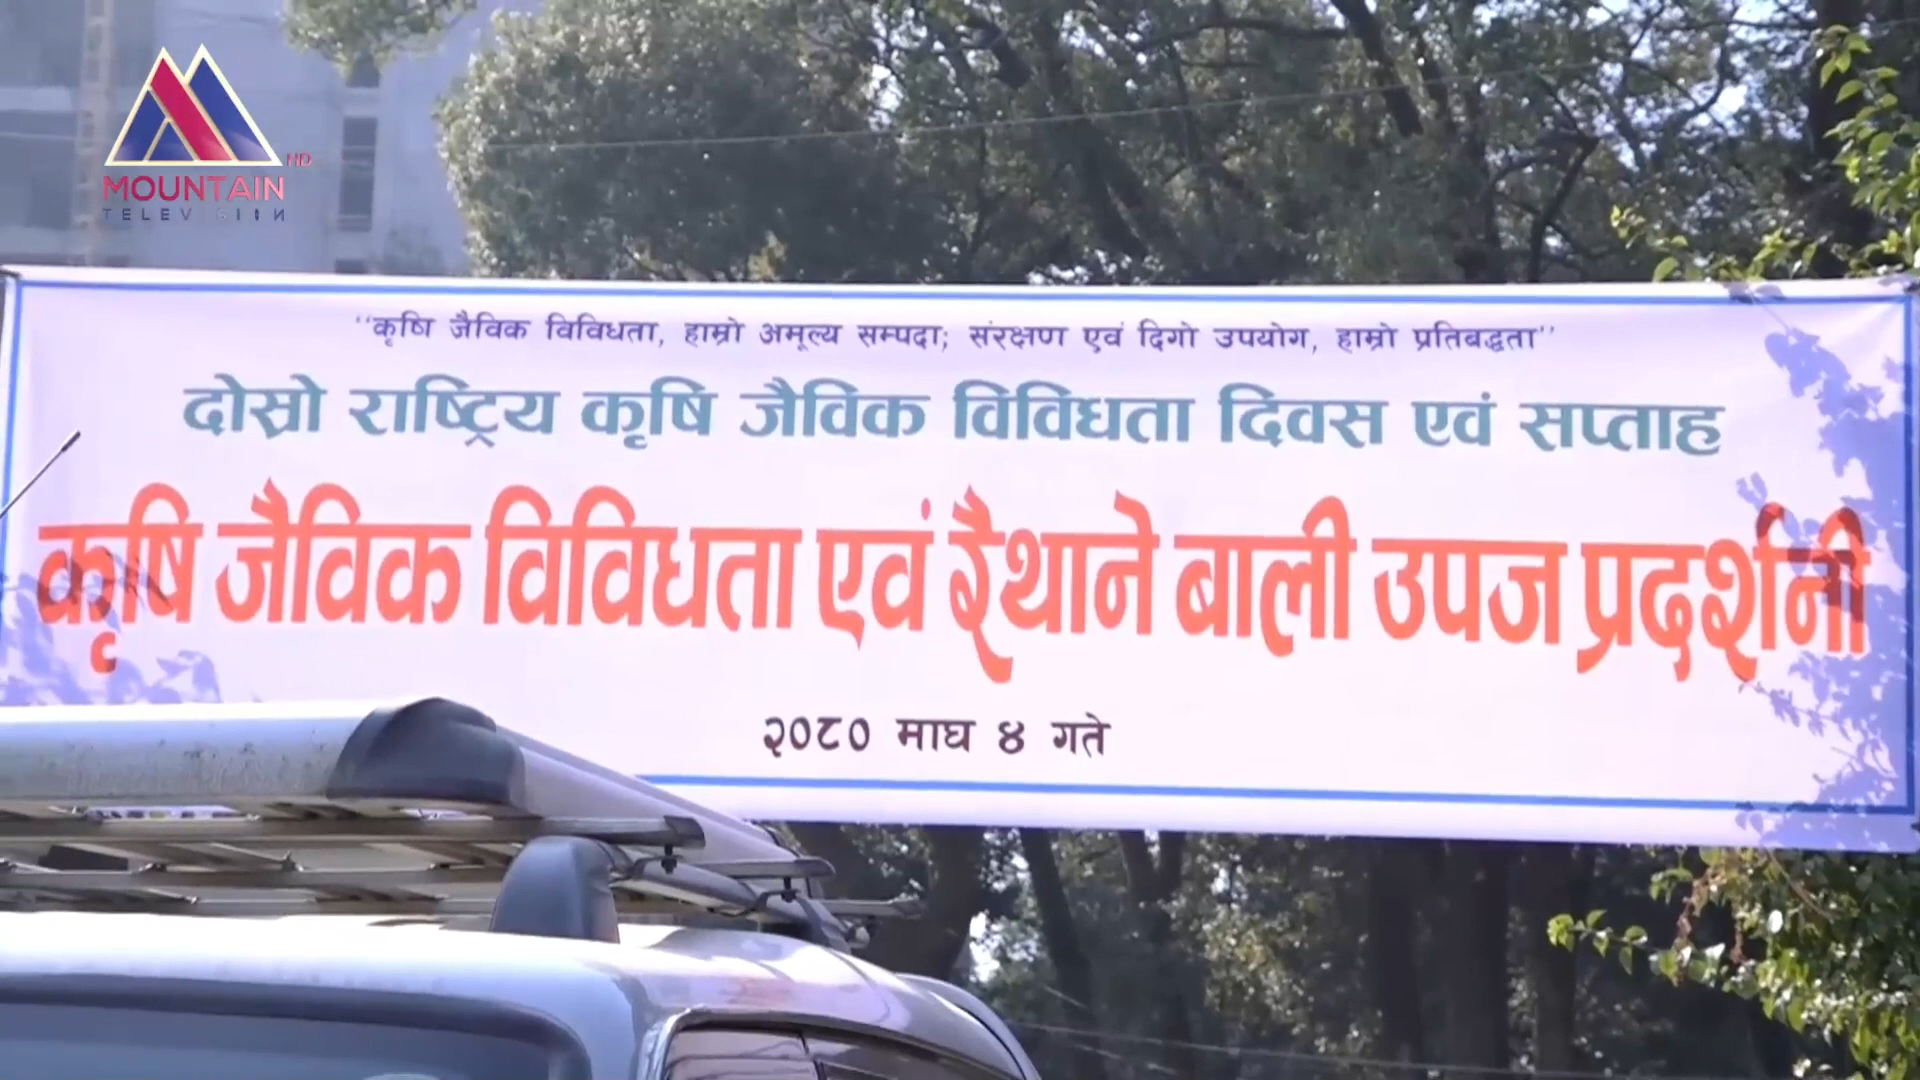 MOUNTAIN HD
TELEVISION
“कृषि जैविक विविधता, हाम्रो अमूल्य सम्पदा; संरक्षण एवं दिगो उपयोग, हाम्रो प्रतिबद्धता”
दोस्रो राष्ट्रिय कृषि जैविक विविधता दिवस एवं सप्ताह
कृषि जैविक विविधता एवं रैथाने बाली उपज प्रदर्शनी
२०८० माघ ४ गते